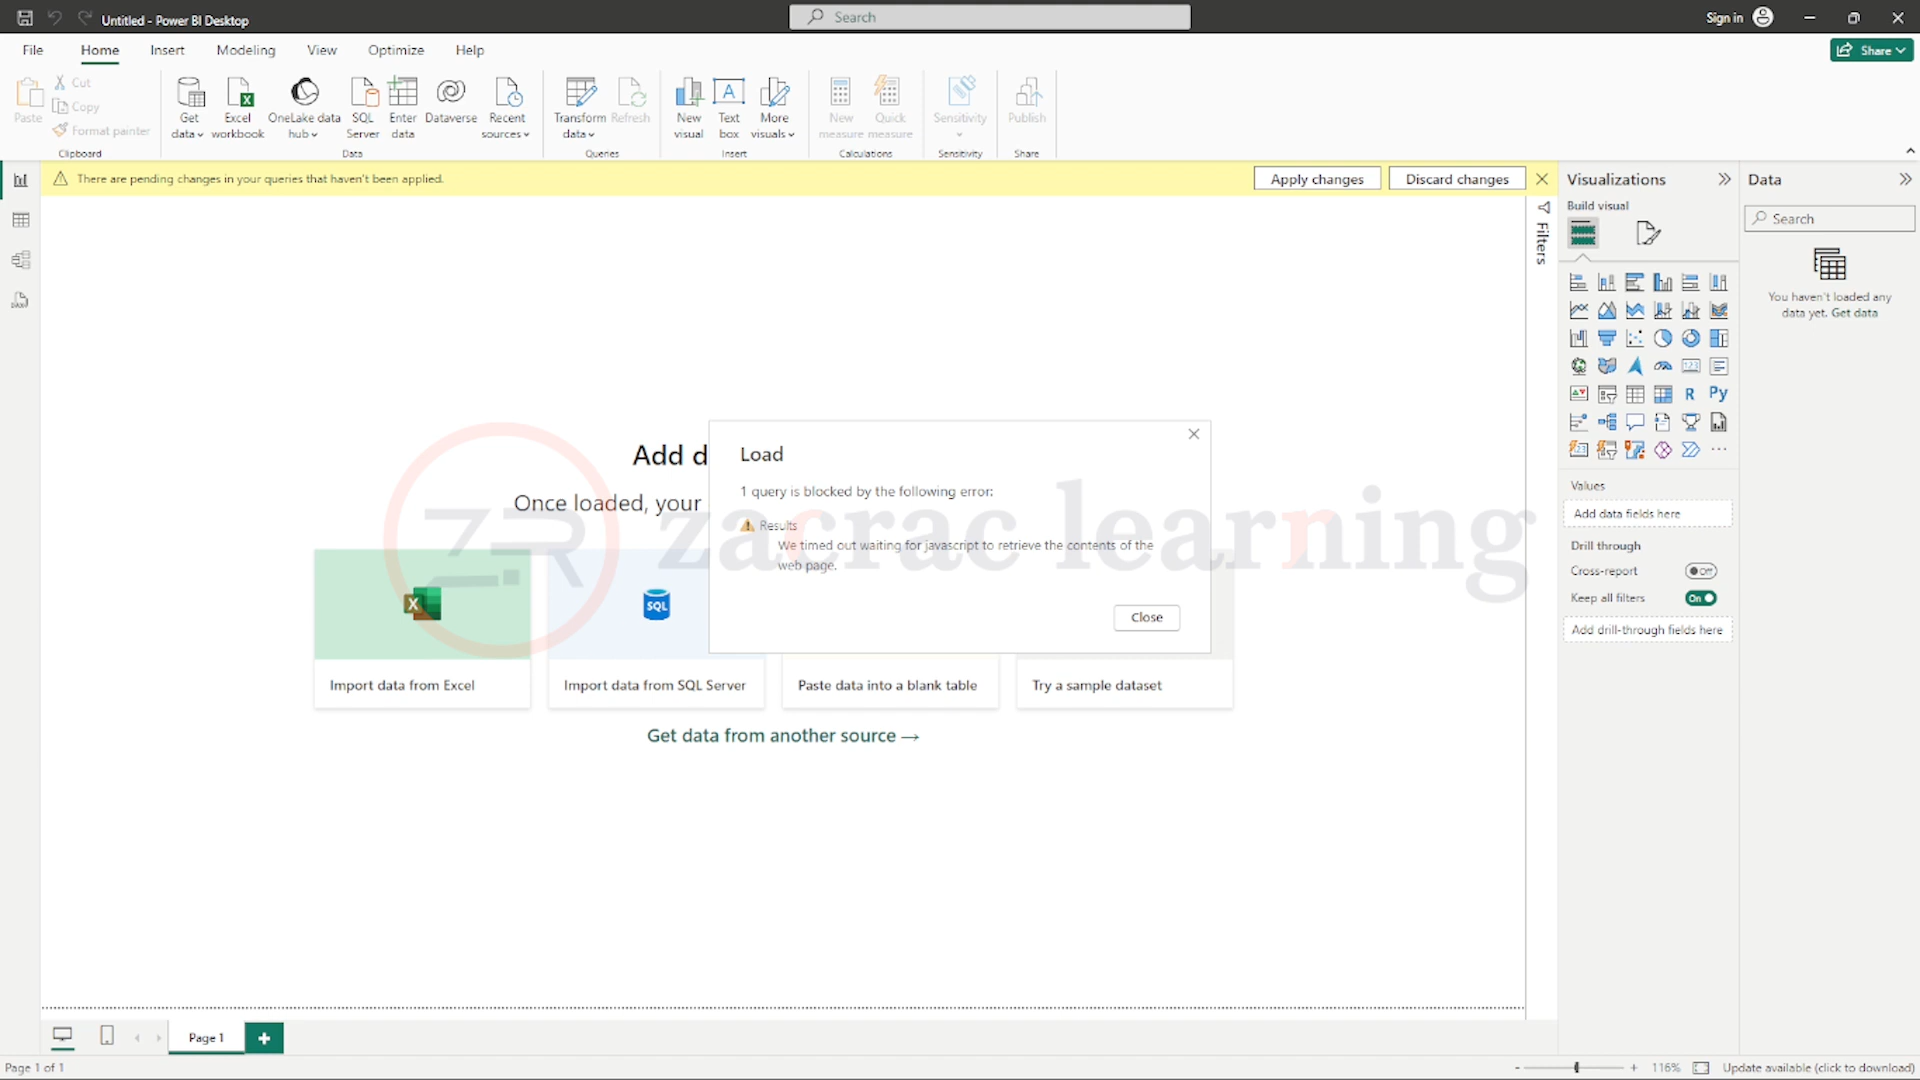 Untitled - Power BI Desktop
Search
Sign in
File
Home
Insert
Modeling
View
Optimize
Help
Share
Paste
Cut
Copy
Format painter
Clipboard
Get data
Excel workbook
OneLake data hub
SQL Server
Enter data
Dataverse
Recent sources
Data
Transform data
Refresh
Queries
New visual
Text box
More visuals
Insert
New measure
Quick measure
Calculations
Sensitivity
Sensitivity
Publish
Share
There are pending changes in your queries that haven't been applied.
Apply changes
Discard changes
Filters
Visualizations
Build visual
Data
Search
You haven't loaded any
data yet. Get data
R
Py
Values
Add data fields here
Drill through
Cross-report
Off
Keep all filters
On
Add drill-through fields here
Add d
Once loaded, your
Load
1 query is blocked by the following error:
Results
We timed out waiting for javascript to retrieve the contents of the
web page.
Close
ZR
zacrac learning
X
SQL
Import data from Excel
Import data from SQL Server
Paste data into a blank table
Try a sample dataset
Get data from another source →
Page 1
Page 1 of 1
116%
Update available (click to download)